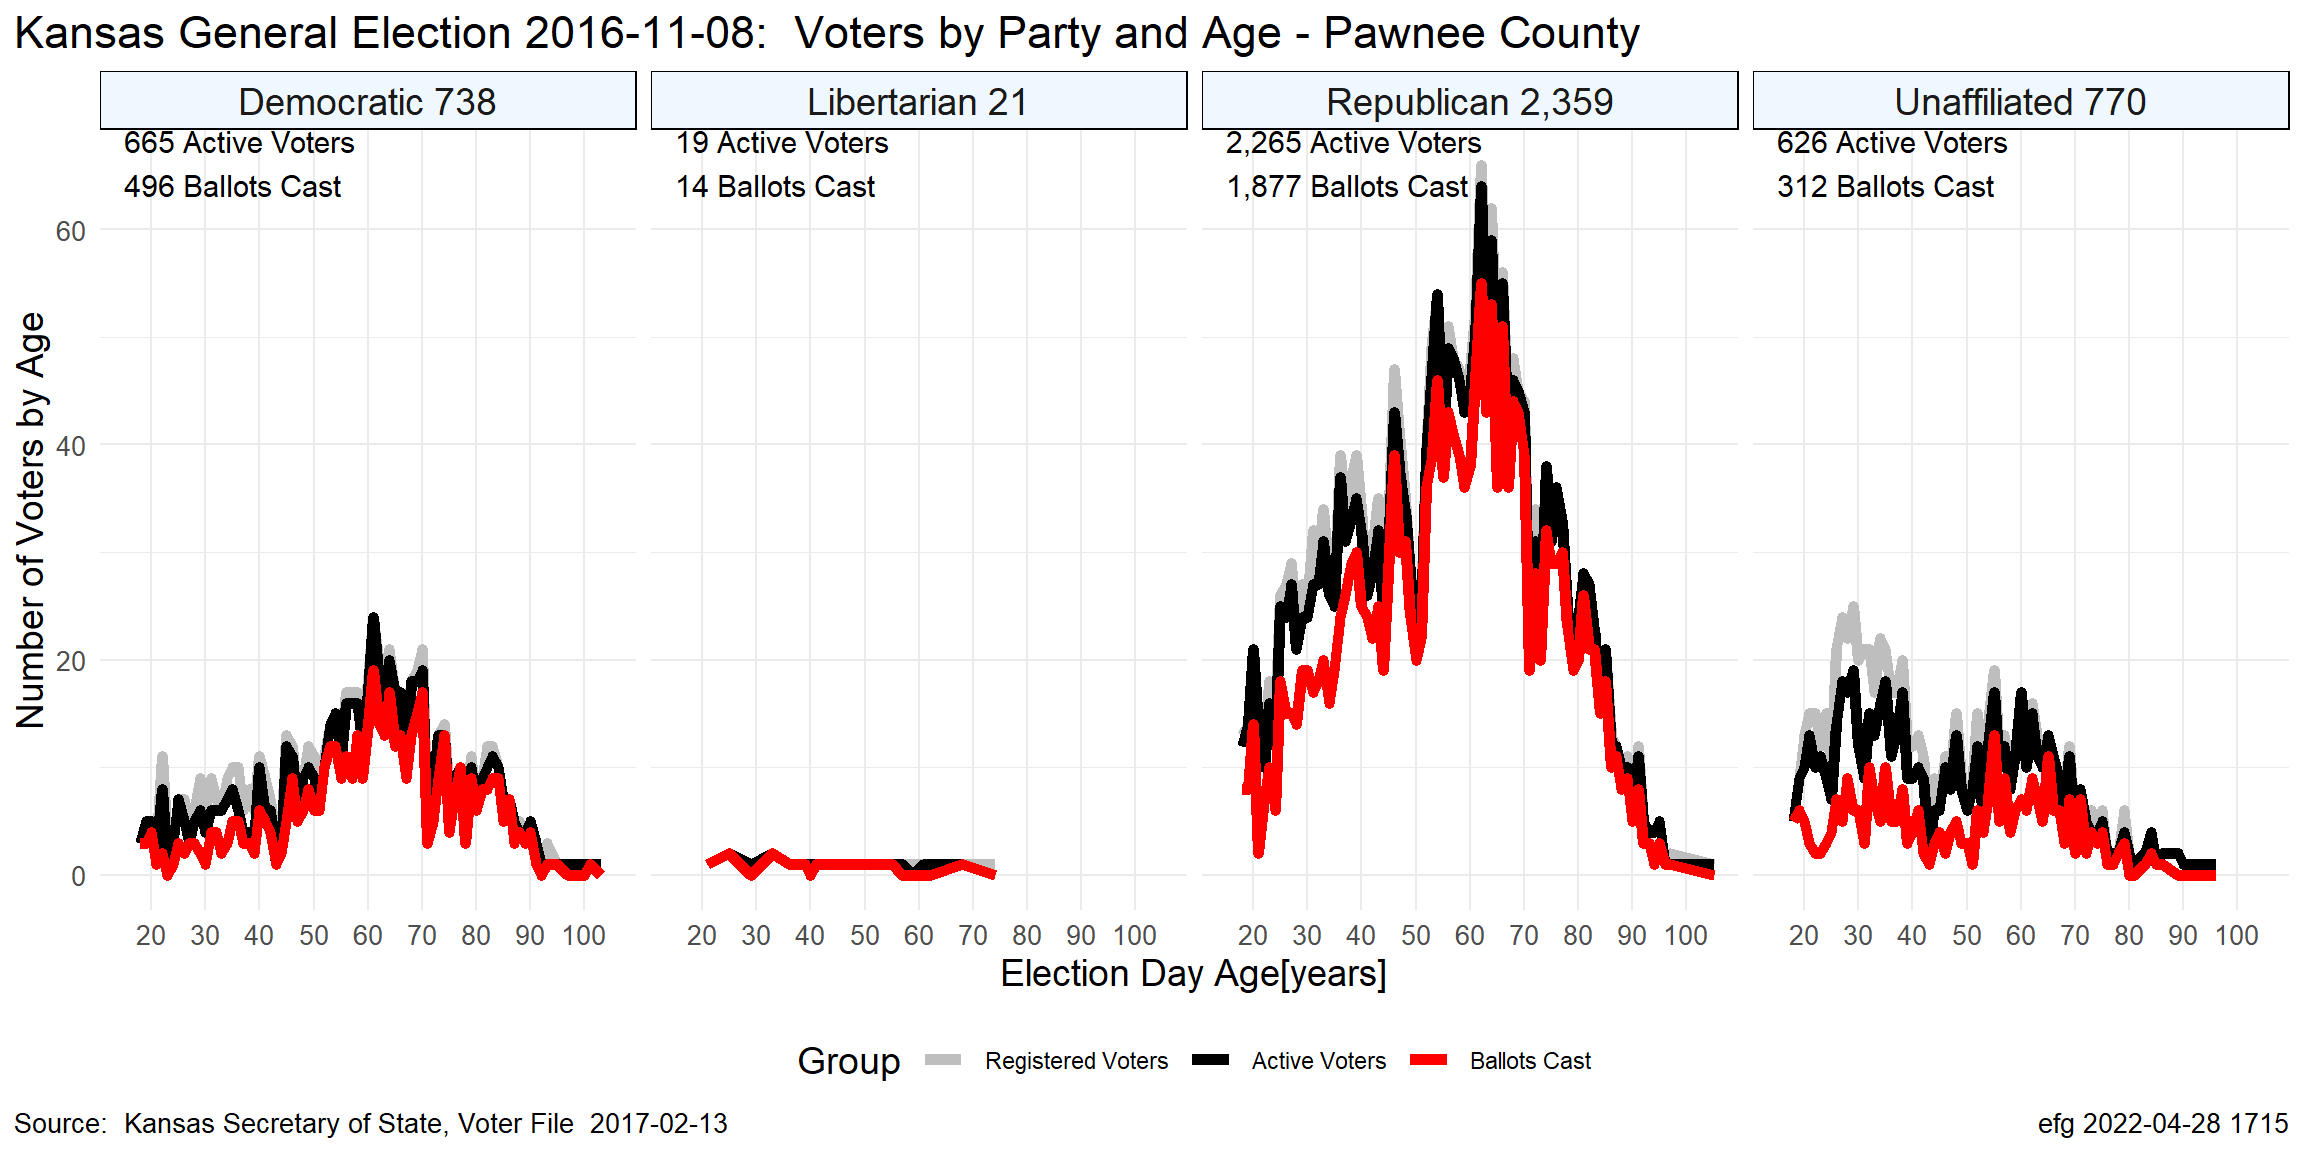 Kansas General Election 2016-11-08:  Voters by Party and Age - Pawnee County
Democratic 738
Libertarian 21
Republican 2,359
Unaffiliated 770
665 Active Voters
496 Ballots Cast
19 Active Voters
14 Ballots Cast
2,265 Active Voters
1,877 Ballots Cast
626 Active Voters
312 Ballots Cast
Number of Voters by Age
60
40
20
0
20 30 40 50 60 70 80 90 100
20 30 40 50 60 70 80 90 100
20 30 40 50 60 70 80 90 100
20 30 40 50 60 70 80 90 100
Election Day Age[years]
Group Registered Voters Active Voters Ballots Cast
Source:  Kansas Secretary of State, Voter File  2017-02-13
efg 2022-04-28 1715